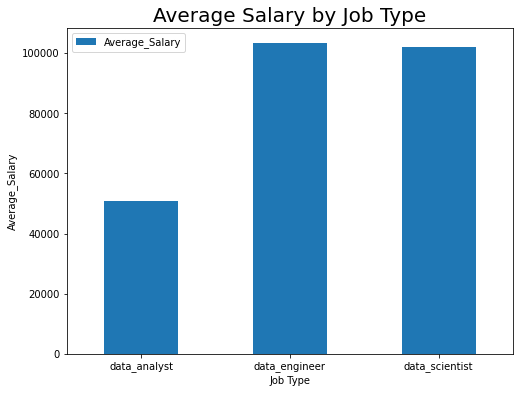 Average Salary by Job Type
Average_Salary
100000
80000
60000
40000
20000
0
Average_Salary
data_analyst
data_engineer
data_scientist
Job Type